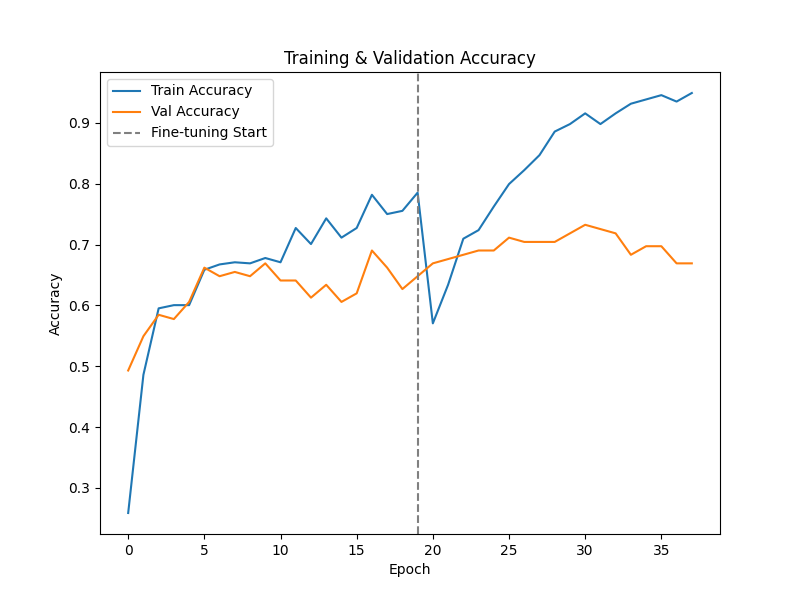 Training & Validation Accuracy
Train Accuracy
Val Accuracy
Fine-tuning Start
0.9
0.8
0.7
0.6
0.5
0.4
0.3
Accuracy
0 5 10 15 20 25 30 35
Epoch